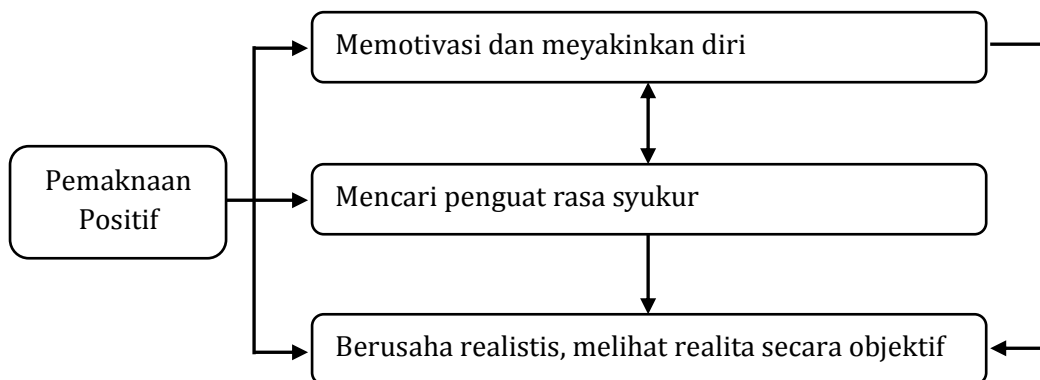 Memotivasi dan meyakinkan diri
Pemaknaan
Positif
Mencari penguat rasa syukur
Berusaha realistis, melihat realita secara objektif